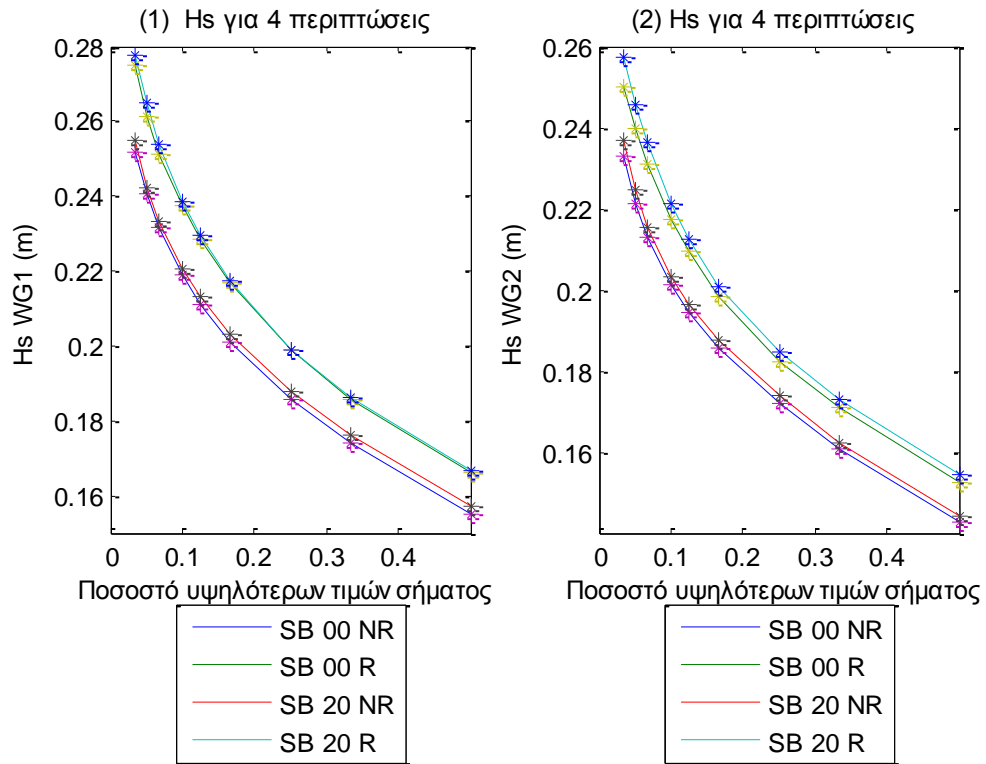 (1) Hs για 4 περιπτώσεις
0.28
0.26
0.24
0.22
0.2
0.18
0.16
Hs WG1 (m)
0
0.1
0.2
0.3
0.4
Ποσοστό υψηλότερων τιμών σήματος
SB 00 NR
SB 00 R
SB 20 NR
SB 20 R
(2) Hs για 4 περιπτώσεις
0.26
0.24
0.22
0.2
0.18
0.16
Hs WG2 (m)
0
0.1
0.2
0.3
0.4
Ποσοστό υψηλότερων τιμών σήματος
SB 00 NR
SB 00 R
SB 20 NR
SB 20 R